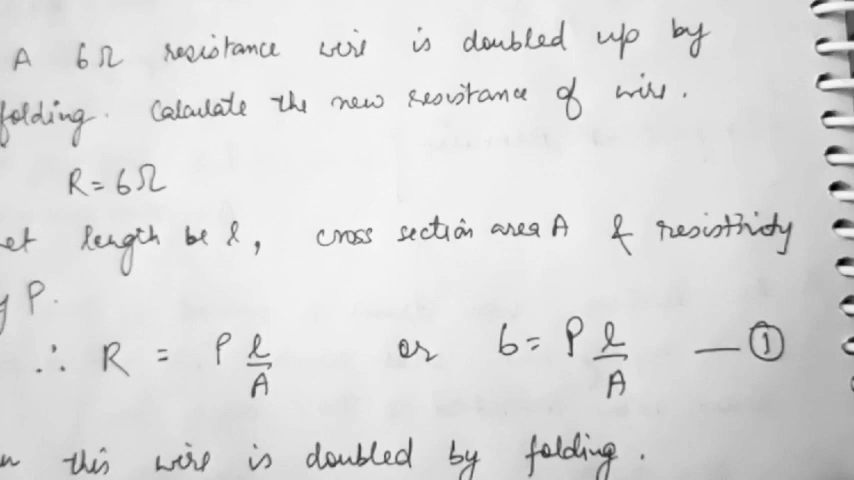 A 6Ω resistance wire is doubled up by
folding. Calculate the new resistance of wire.
R = 6Ω
length be l, cross section area A & resistivity
P.
∴ R = P l/A or 6 = P l/A — ①
this wire is doubled by folding.